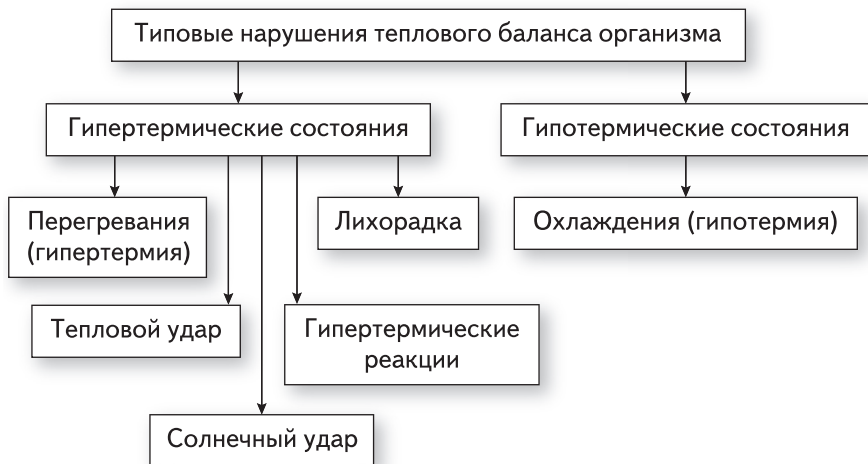 Типовые нарушения теплового баланса организма
Гипертермические состояния
Гипотермические состояния
Перегревания
(гипертермия)
Лихорадка
Охлаждения (гипотермия)
Тепловой удар
Гипертермические
реакции
Солнечный удар